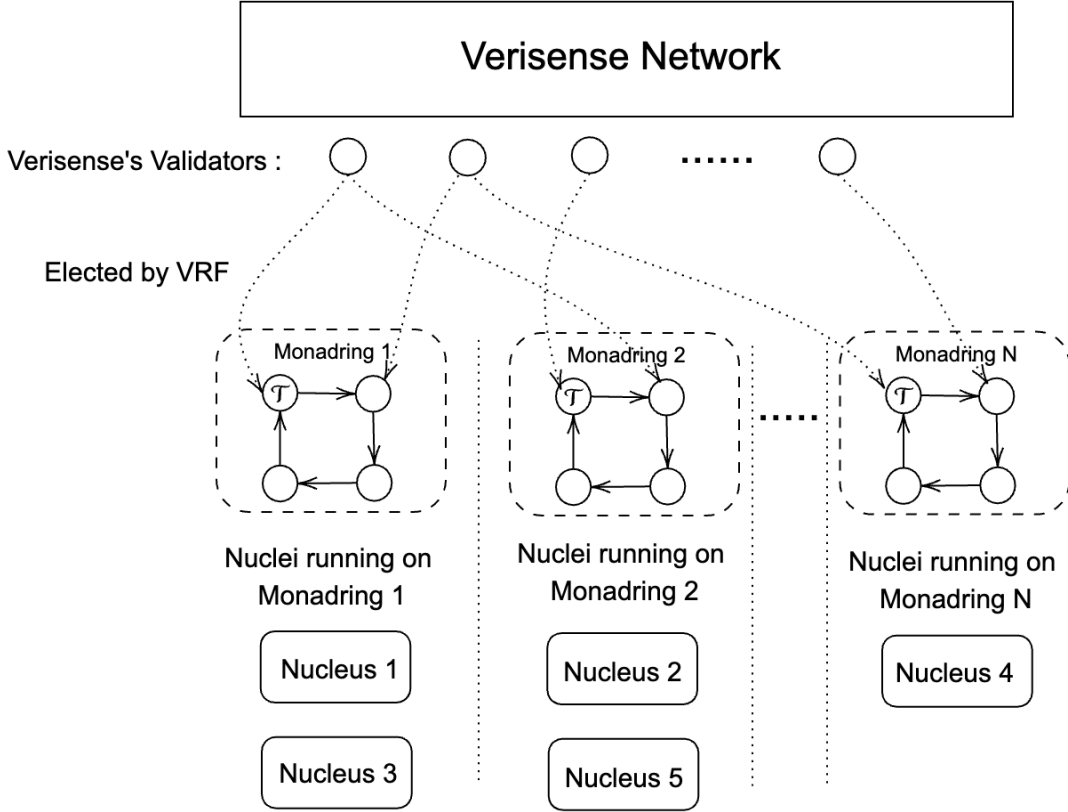 Verisense Network
Verisense's Validators :
......
Elected by VRF
Monadring 1
Monadring 2
Monadring N
𝒯
𝒯
.....
𝒯
Nuclei running on
Monadring 1
Nuclei running on
Monadring 2
Nuclei running on
Monadring N
Nucleus 1
Nucleus 2
Nucleus 4
Nucleus 3
Nucleus 5